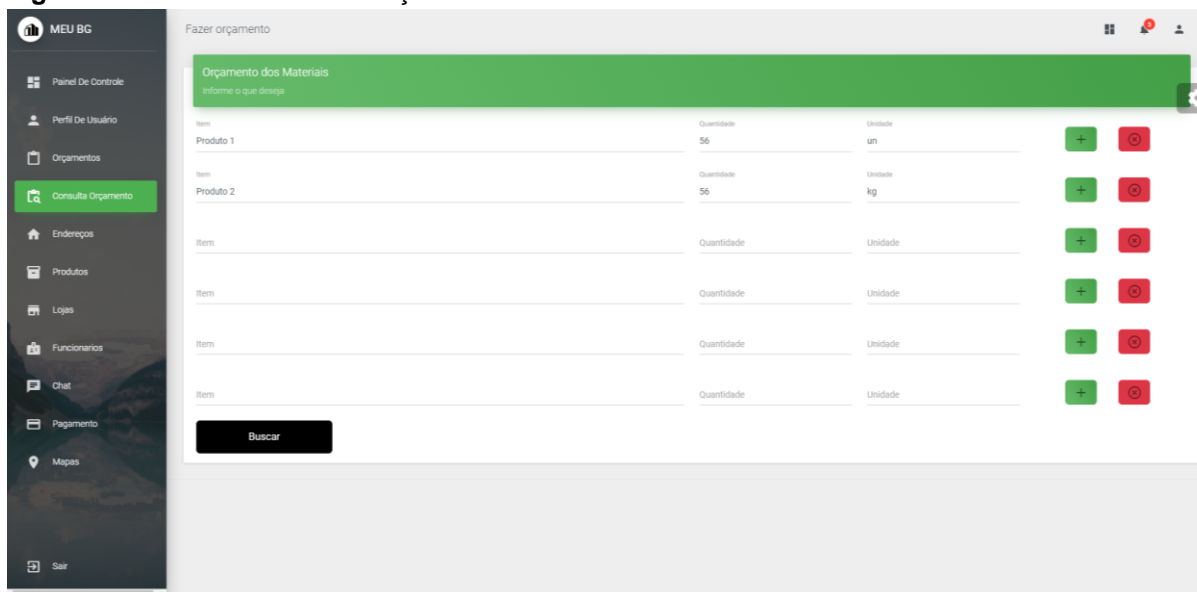 MEU BG
Painel De Controle
Perfil De Usuário
Orçamentos
Consulta Orçamento
Endereços
Produtos
Lojas
Funcionarios
Chat
Pagamento
Mapas
Sair
Fazer orçamento
Orçamento dos Materiais
Informe o que deseja
Item Quantidade Unidade
Produto 1 56 un
Item Quantidade Unidade
Produto 2 56 kg
Item Quantidade Unidade
Item Quantidade Unidade
Item Quantidade Unidade
Item Quantidade Unidade
Buscar